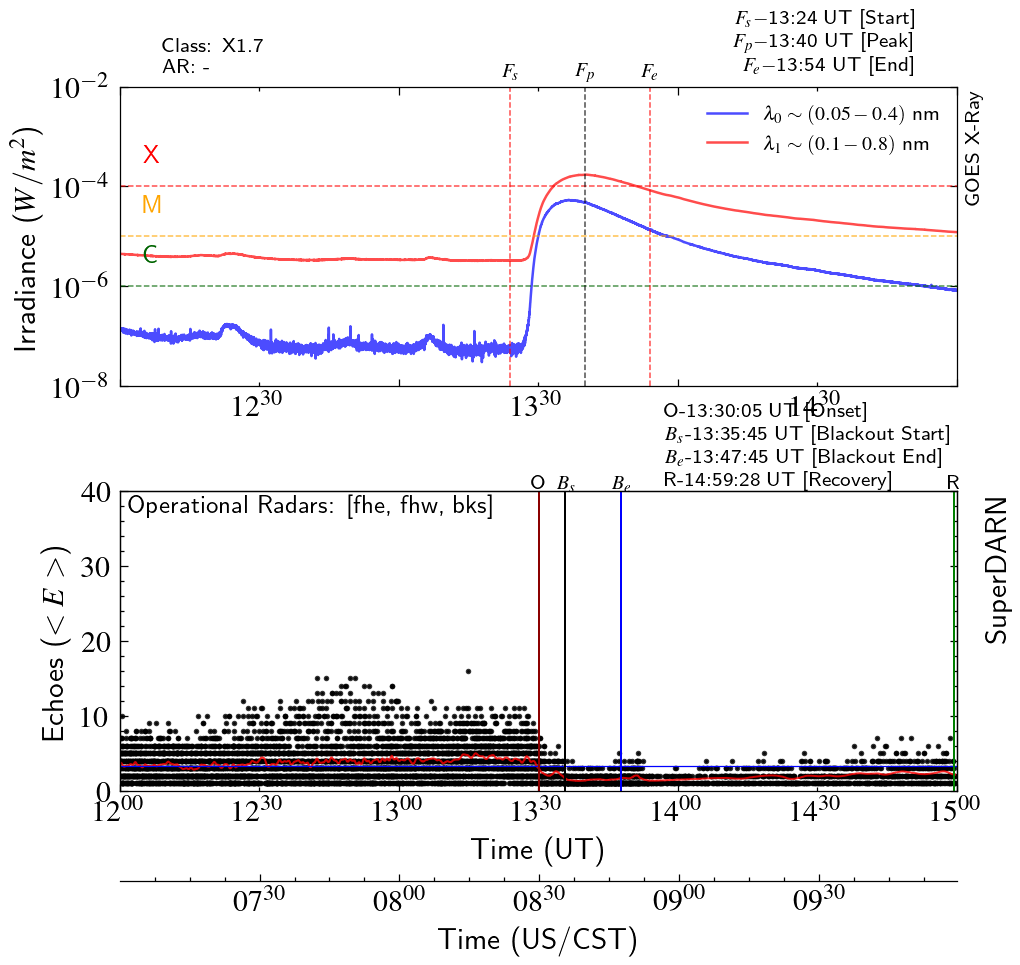 Class: X1.7
AR: -
F_s−13:24 UT [Start]
F_p−13:40 UT [Peak]
F_e−13:54 UT [End]
F_s
F_p
F_e
10^−2
10^−4
10^−6
10^−8
Irradiance (W/m^2)
X
M
C
λ_0 ∼ (0.05 − 0.4) nm
λ_1 ∼ (0.1 − 0.8) nm
GOES X-Ray
12^30
13^30
14^30
O-13:30:05 UT [Onset]
B_s-13:35:45 UT [Blackout Start]
B_e-13:47:45 UT [Blackout End]
R-14:59:28 UT [Recovery]
O
B_s
B_e
R
Operational Radars: [fhe, fhw, bks]
40
30
20
10
0
Echoes (< E >)
SuperDARN
12^00
12^30
13^00
13^30
14^00
14^30
15^00
Time (UT)
07^30
08^00
08^30
09^00
09^30
Time (US/CST)